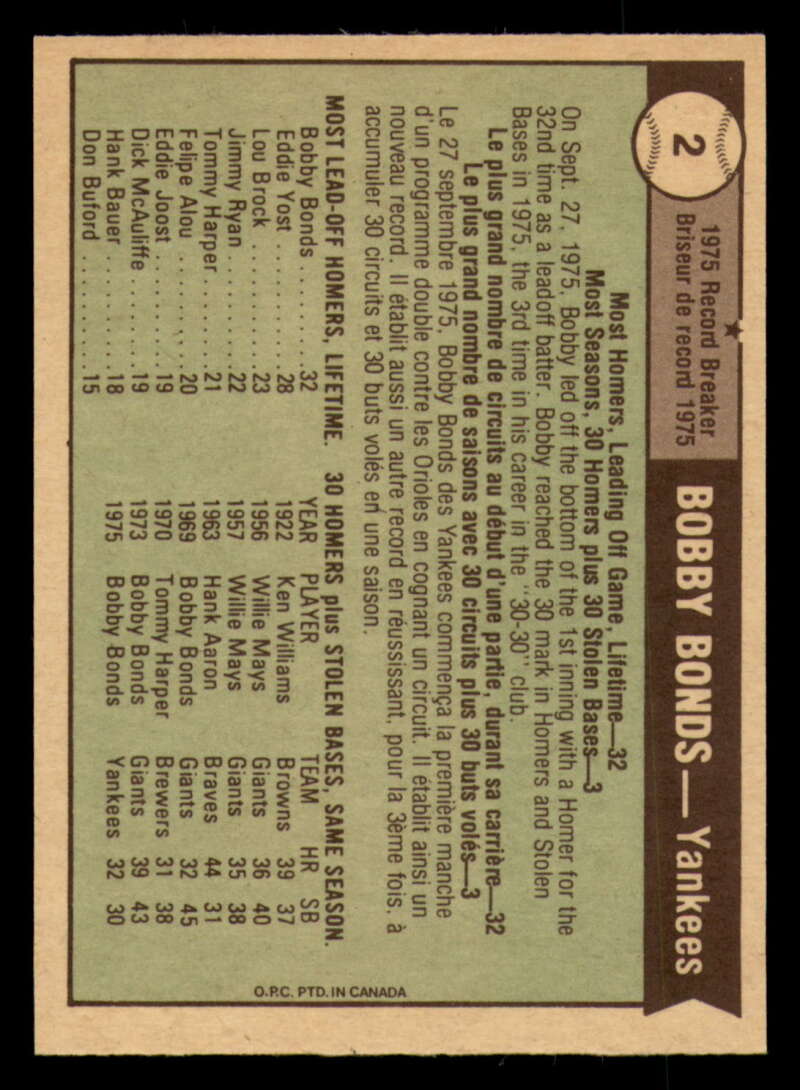 2
1975 Record Breaker
Briseur de record 1975
BOBBY BONDS — Yankees
Most Homers, Leading Off Game, Lifetime—32
Most Seasons, 30 Homers plus 30 Stolen Bases—3
On Sept. 27, 1975, Bobby led off the bottom of the 1st inning with a Homer for the
32nd time as a leadoff batter. Bobby reached the 30 mark in Homers and Stolen
Bases in 1975, the 3rd time in his career in the "30-30" club.
Le plus grand nombre de circuits au début d'une partie, durant sa carrière—32
Le plus grand nombre de saisons avec 30 circuits plus 30 buts volés—3
Le 27 septembre 1975, Bobby Bonds des Yankees commença la première manche
d'un programme double contre les Orioles en cognant un circuit. Il établit ainsi un
nouveau record. Il établit aussi un autre record en réussissant, pour la 3ème fois, à
accumuler 30 circuits et 30 buts volés en une saison.
MOST LEAD-OFF HOMERS, LIFETIME.
Bobby Bonds . . . . . . . . 32
Eddie Yost . . . . . . . . . 28
Lou Brock . . . . . . . . . . 23
Jimmy Ryan . . . . . . . . . 22
Tommy Harper . . . . . . . 21
Felipe Alou . . . . . . . . . 20
Eddie Joost . . . . . . . . . 19
Dick McAuliffe . . . . . . . 19
Hank Bauer . . . . . . . . . 18
Don Buford . . . . . . . . . 15
30 HOMERS plus STOLEN BASES, SAME SEASON.
YEAR PLAYER TEAM HR SB
1922 Ken Williams Browns 39 37
1956 Willie Mays Giants 36 40
1957 Willie Mays Giants 35 38
1963 Hank Aaron Braves 44 31
1969 Bobby Bonds Giants 32 45
1970 Tommy Harper Brewers 31 38
1973 Bobby Bonds Giants 39 43
1975 Bobby Bonds Yankees 32 30
O.P.C. PTD. IN CANADA